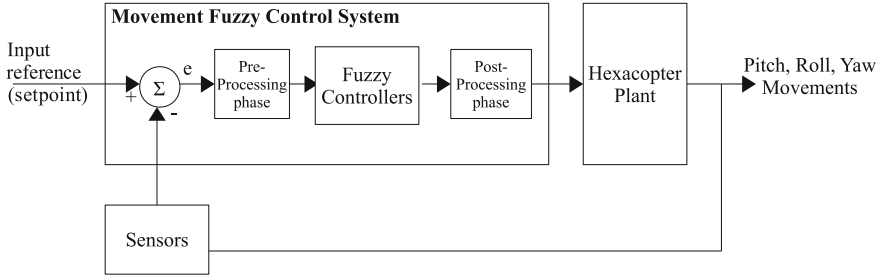 Movement Fuzzy Control System
Input
reference
(setpoint)
+
Σ
-
e
Pre-
Processing
phase
Fuzzy
Controllers
Post-
Processing
phase
Hexacopter
Plant
Pitch, Roll, Yaw
Movements
Sensors